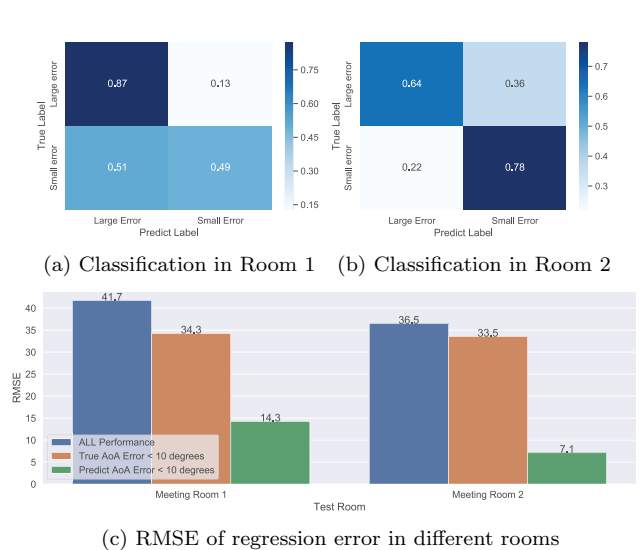 True Label
Large error
Small error
0.87 0.13
0.51 0.49
Large Error Small Error
Predict Label
0.75
0.60
0.45
0.30
0.15
True Label
Large error
Small error
0.64 0.36
0.22 0.78
Large Error Small Error
Predict Label
0.7
0.6
0.5
0.4
0.3
(a) Classification in Room 1 (b) Classification in Room 2
RMSE
40
35
30
25
20
15
10
5
0
41.7 34.3 14.3
36.5 33.5 7.1
ALL Performance
True AoA Error < 10 degrees
Predict AoA Error < 10 degrees
Meeting Room 1 Meeting Room 2
Test Room
(c) RMSE of regression error in different rooms